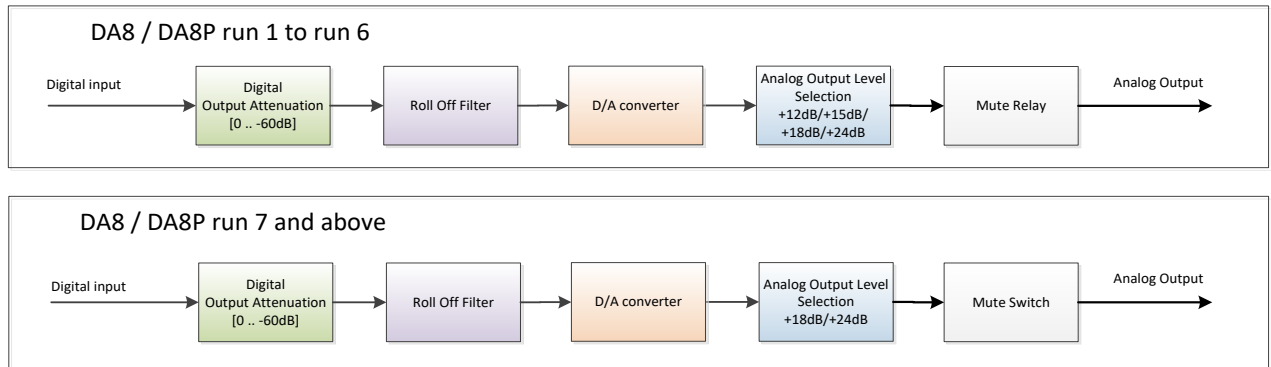 DA8 / DA8P run 1 to run 6
Digital input
Digital
Output Attenuation
[0 .. -60dB]
Roll Off Filter
D/A converter
Analog Output Level
Selection
+12dB/+15dB/
+18dB/+24dB
Mute Relay
Analog Output
DA8 / DA8P run 7 and above
Digital input
Digital
Output Attenuation
[0 .. -60dB]
Roll Off Filter
D/A converter
Analog Output Level
Selection
+18dB/+24dB
Mute Switch
Analog Output